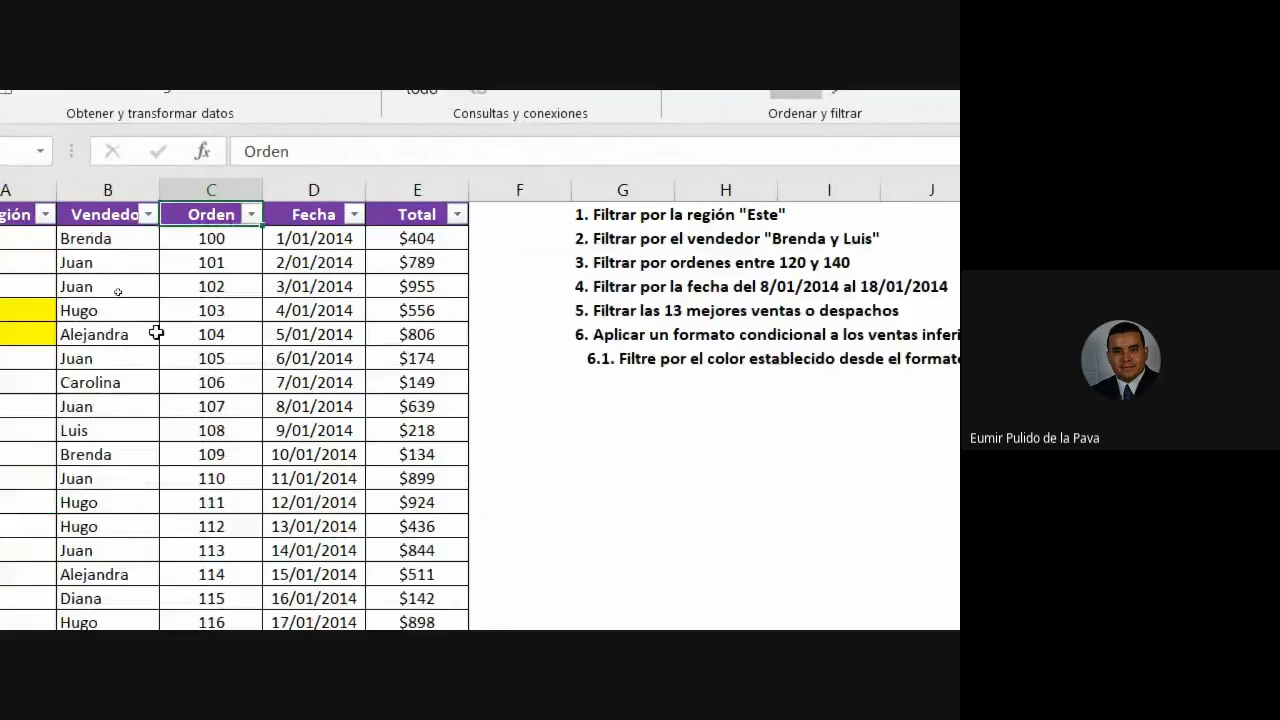 Obtener y transformar datos Consultas y conexiones Ordenar y filtrar
fx Orden
A B C D E F G H I J
gión Vendedo Orden Fecha Total 1. Filtrar por la región "Este"
Brenda 100 1/01/2014 $404 2. Filtrar por el vendedor "Brenda y Luis"
Juan 101 2/01/2014 $789 3. Filtrar por ordenes entre 120 y 140
Juan 102 3/01/2014 $955 4. Filtrar por la fecha del 8/01/2014 al 18/01/2014
Hugo 103 4/01/2014 $556 5. Filtrar las 13 mejores ventas o despachos
Alejandra 104 5/01/2014 $806 6. Aplicar un formato condicional a los ventas inferi
Juan 105 6/01/2014 $174 6.1. Filtre por el color establecido desde el formato
Carolina 106 7/01/2014 $149
Juan 107 8/01/2014 $639
Luis 108 9/01/2014 $218
Brenda 109 10/01/2014 $134
Juan 110 11/01/2014 $899
Hugo 111 12/01/2014 $924
Hugo 112 13/01/2014 $436
Juan 113 14/01/2014 $844
Alejandra 114 15/01/2014 $511
Diana 115 16/01/2014 $142
Hugo 116 17/01/2014 $898
Eumir Pulido de la Pava